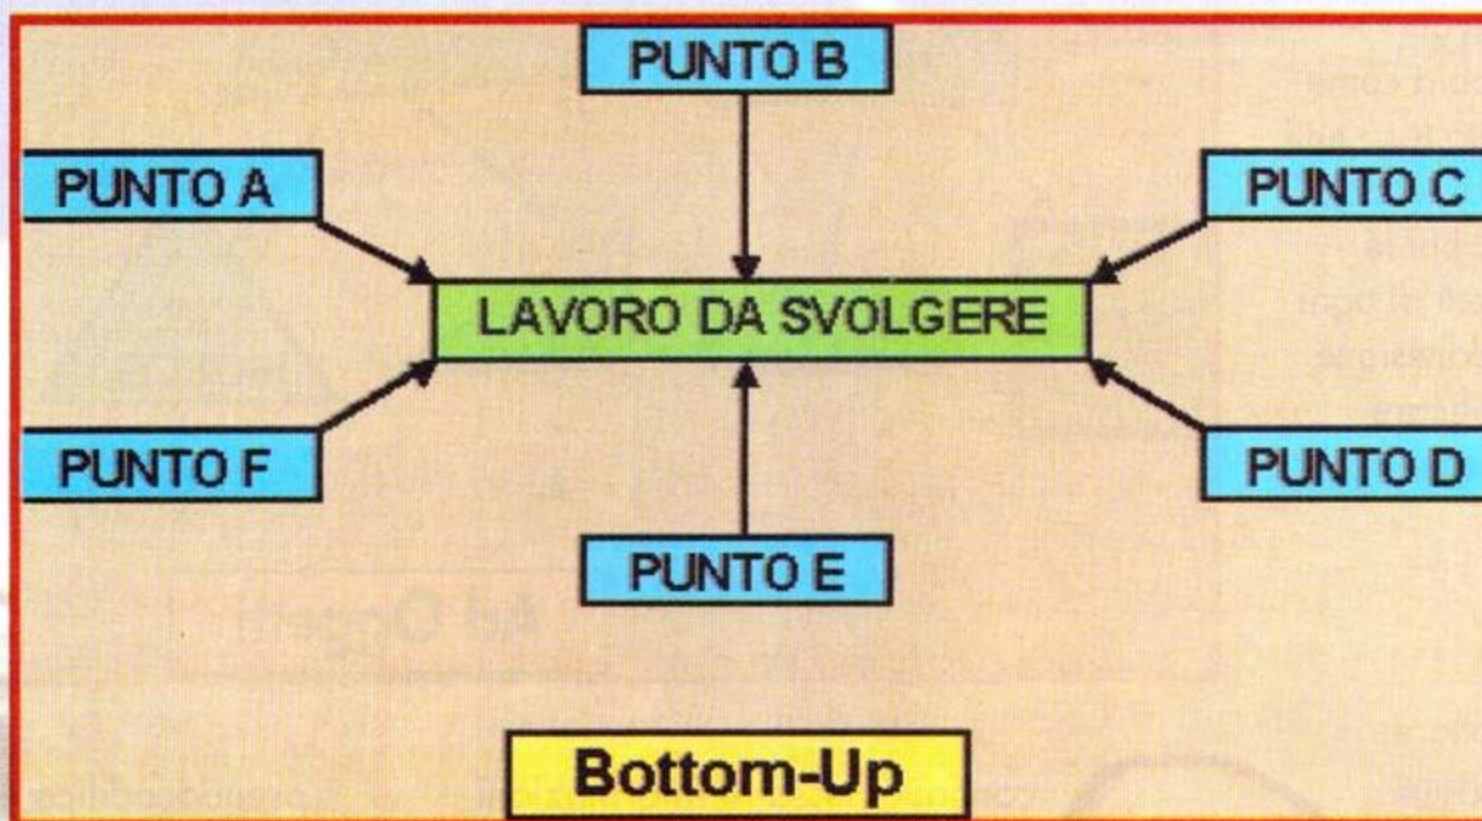 PUNTO B
PUNTO A
PUNTO C
LAVORO DA SVOLGERE
PUNTO F
PUNTO D
PUNTO E
Bottom-Up